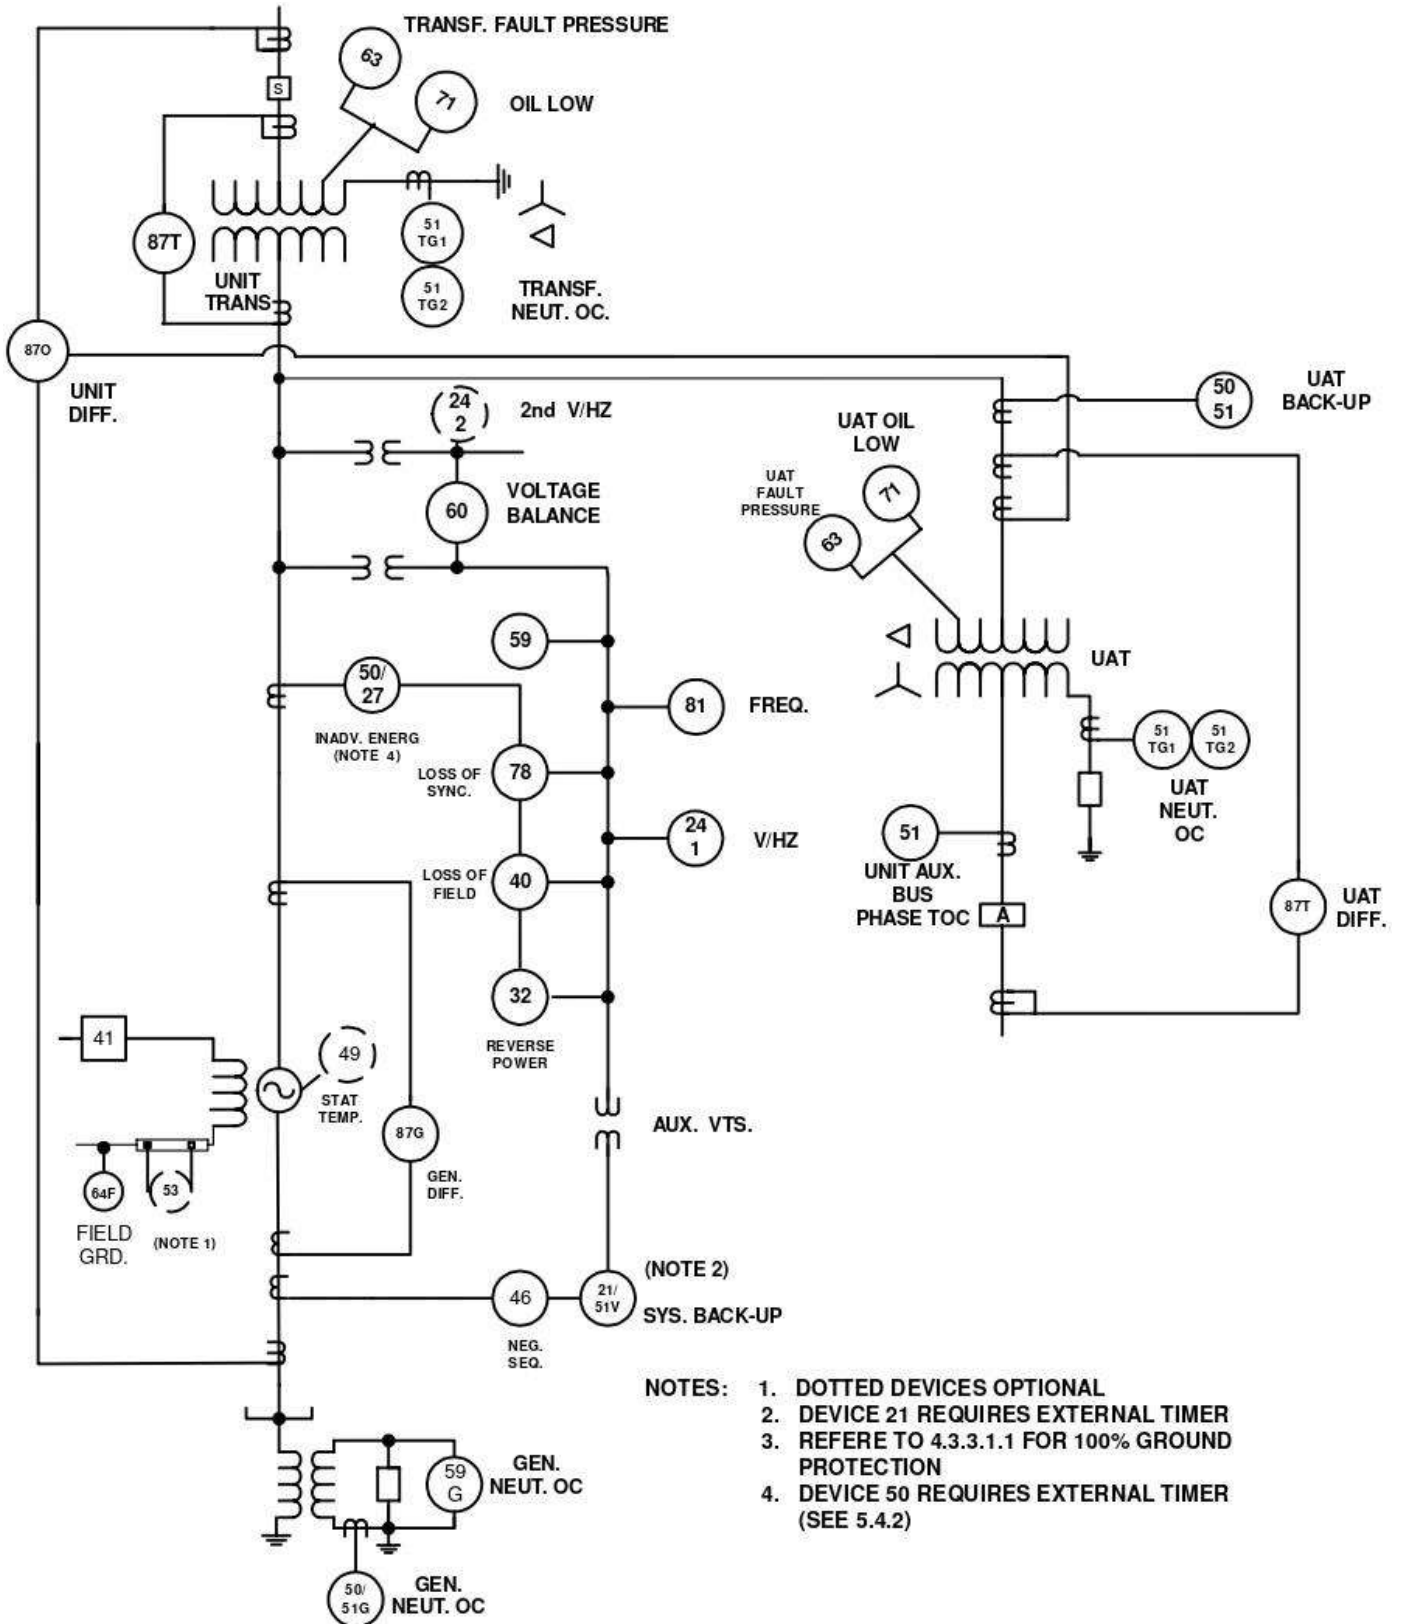 TRANSF. FAULT PRESSURE
63
71
OIL LOW
S
87T
51
TG1
51
TG2
UNIT
TRANS
TRANSF.
NEUT. OC.
87O
UNIT
DIFF.
24
2
2nd V/HZ
50
51
UAT
BACK-UP
UAT OIL
LOW
71
UAT
FAULT
PRESSURE
63
60
VOLTAGE
BALANCE
59
UAT
50/
27
INADV. ENERG
(NOTE 4)
81
FREQ.
51
TG1
51
TG2
UAT
NEUT.
OC
LOSS OF
SYNC.
78
24
1
V/HZ
51
UNIT AUX.
BUS
PHASE TOC
A
LOSS OF
FIELD
40
87T
UAT
DIFF.
32
REVERSE
POWER
41
49
STAT
TEMP.
87G
GEN.
DIFF.
AUX. VTS.
64F
FIELD
GRD.
53
(NOTE 1)
46
NEG.
SEQ.
21/
51V
(NOTE 2)
SYS. BACK-UP
NOTES: 1. DOTTED DEVICES OPTIONAL
2. DEVICE 21 REQUIRES EXTERNAL TIMER
3. REFERE TO 4.3.3.1.1 FOR 100% GROUND
PROTECTION
4. DEVICE 50 REQUIRES EXTERNAL TIMER
(SEE 5.4.2)
59
G
GEN.
NEUT. OC
50/
51G
GEN.
NEUT. OC